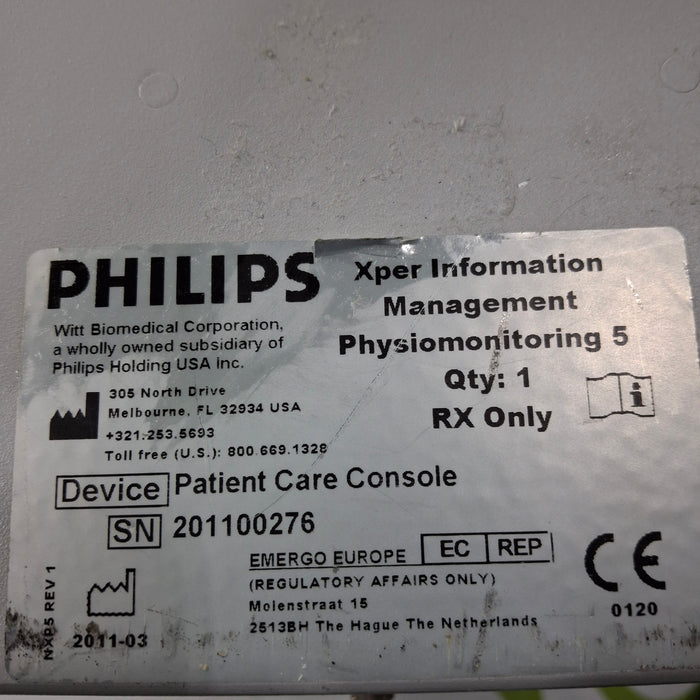 PHILIPS
Witt Biomedical Corporation,
a wholly owned subsidiary of
Philips Holding USA Inc.
305 North Drive
Melbourne, FL 32934 USA
+321.253.5693
Toll free (U.S.): 800.669.1328
Xper Information
Management
Physiomonitoring 5
Qty: 1
RX Only
i
Device Patient Care Console
SN 201100276
NXP5 REV 1
2011-03
EMERGO EUROPE EC REP
(REGULATORY AFFAIRS ONLY)
Molenstraat 15
2513BH The Hague The Netherlands
CE
0120